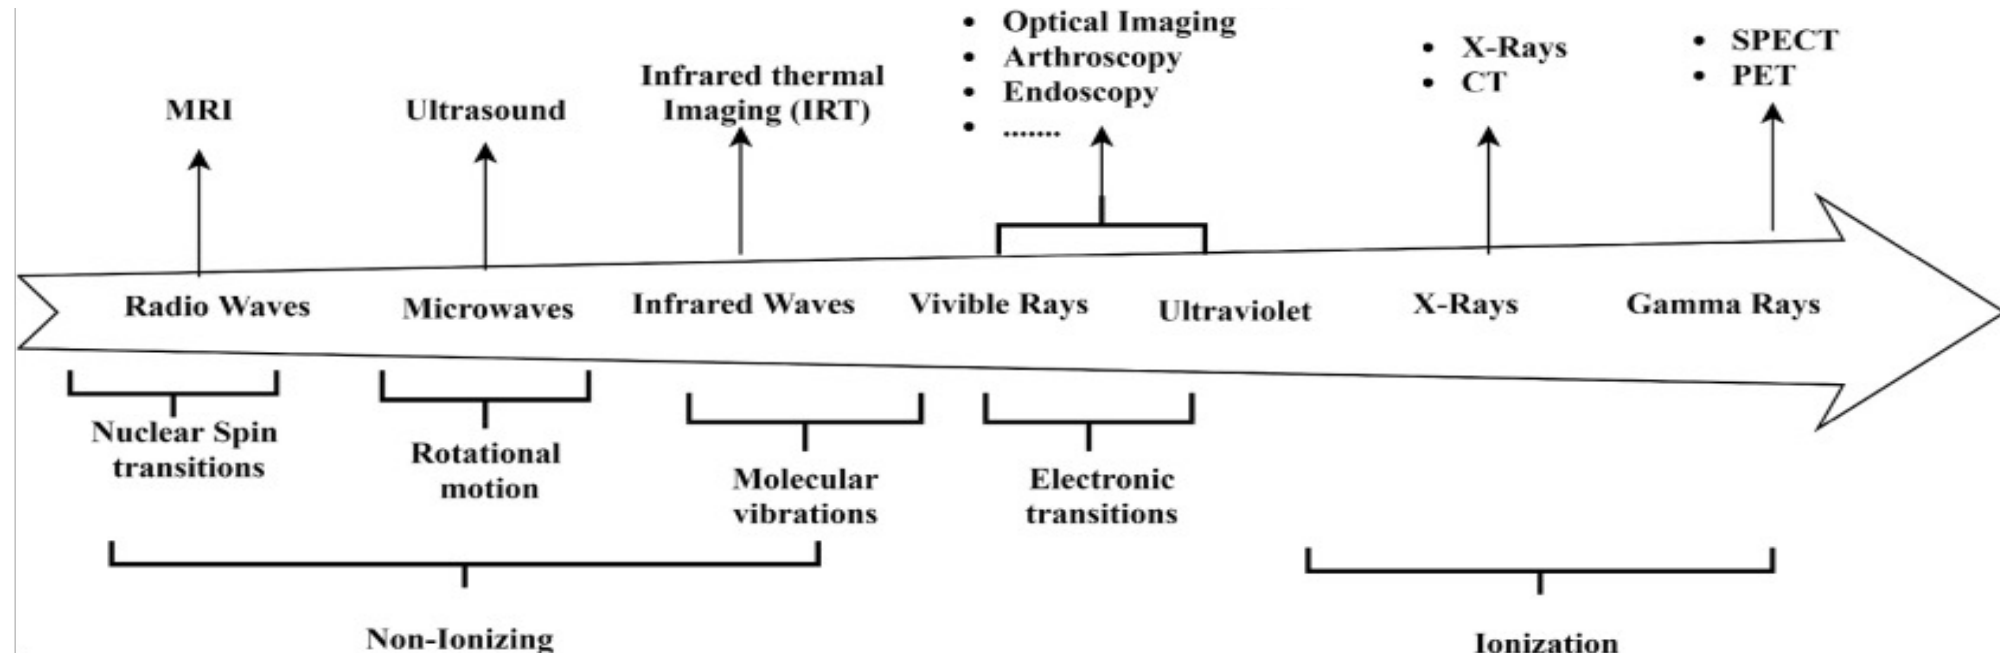 MRI
Ultrasound
Infrared thermal
Imaging (IRT)
• Optical Imaging
• Arthroscopy
• Endoscopy
• .......
• X-Rays
• CT
• SPECT
• PET
Radio Waves
Microwaves
Infrared Waves
Vivible Rays
Ultraviolet
X-Rays
Gamma Rays
Nuclear Spin
transitions
Rotational
motion
Molecular
vibrations
Electronic
transitions
Non-Ionizing
Ionization